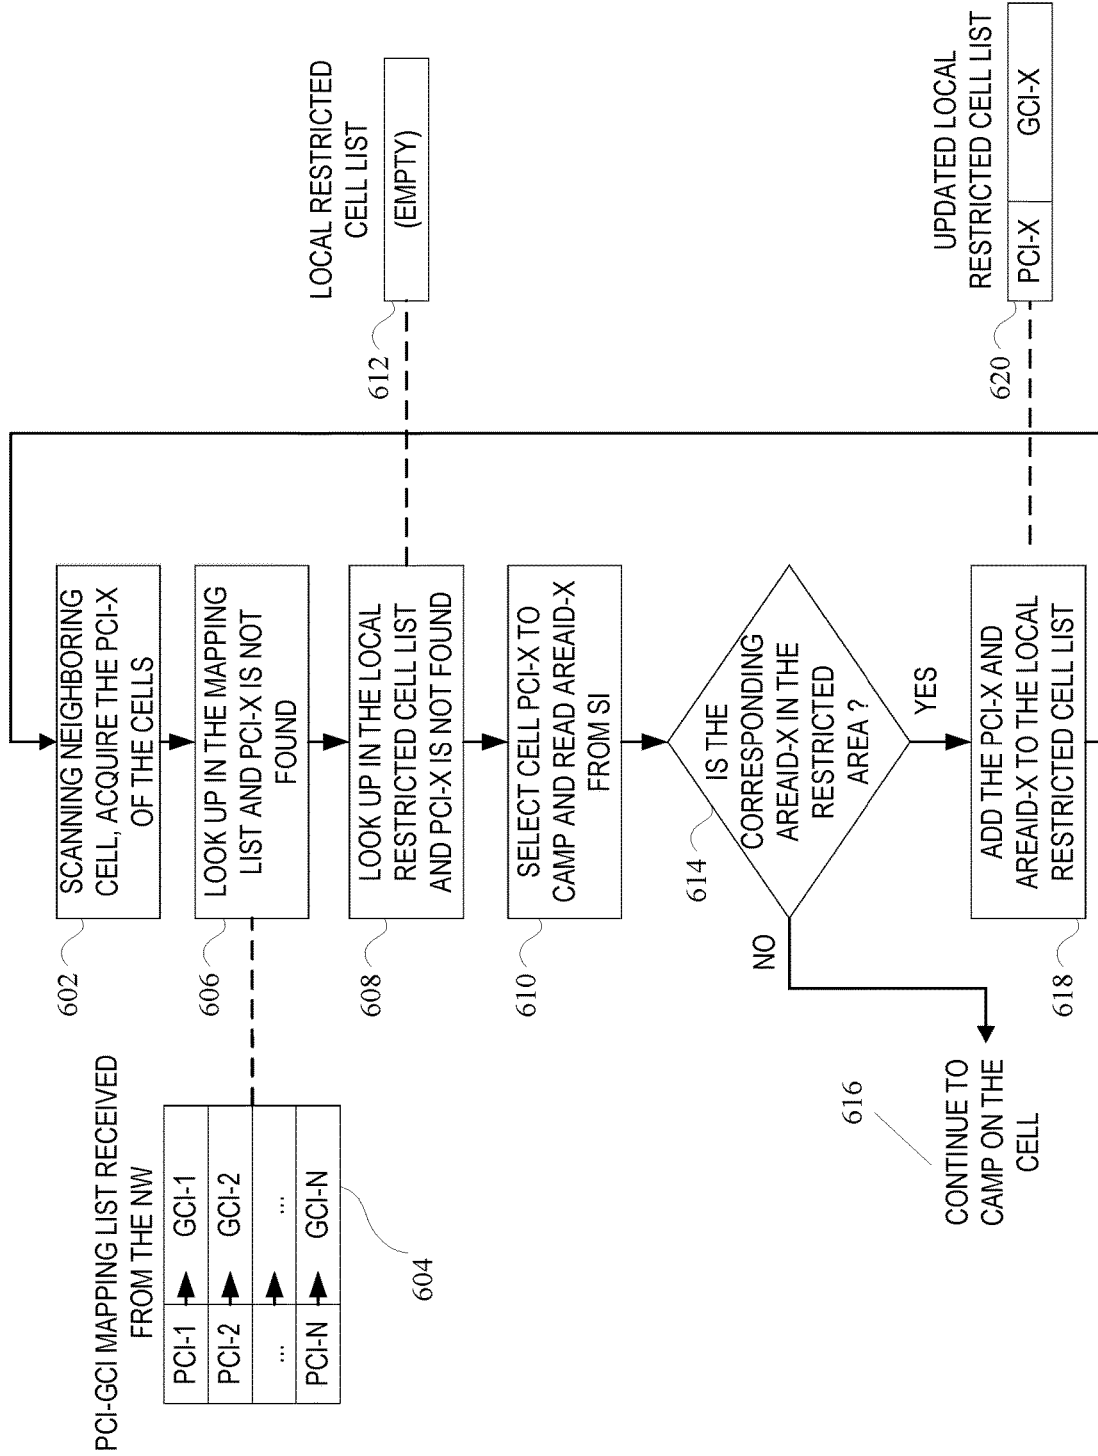 PCI-GCI MAPPING LIST RECEIVED
FROM THE NW
PCI-1 GCI-1
PCI-2 GCI-2
... ...
PCI-N GCI-N
604
602
SCANNING NEIGHBORING
CELL, ACQUIRE THE PCI-X
OF THE CELLS
606
LOOK UP IN THE MAPPING
LIST AND PCI-X IS NOT
FOUND
608
LOOK UP IN THE LOCAL
RESTRICTED CELL LIST
AND PCI-X IS NOT FOUND
LOCAL RESTRICTED
CELL LIST
(EMPTY)
612
610
SELECT CELL PCI-X TO
CAMP AND READ AREAID-X
FROM SI
614
IS THE
CORRESPONDING
AREAID-X IN THE
RESTRICTED
AREA ?
NO
YES
616
CONTINUE TO
CAMP ON THE
CELL
618
ADD THE PCI-X AND
AREAID-X TO THE LOCAL
RESTRICTED CELL LIST
UPDATED LOCAL
RESTRICTED CELL LIST
PCI-X GCI-X
620